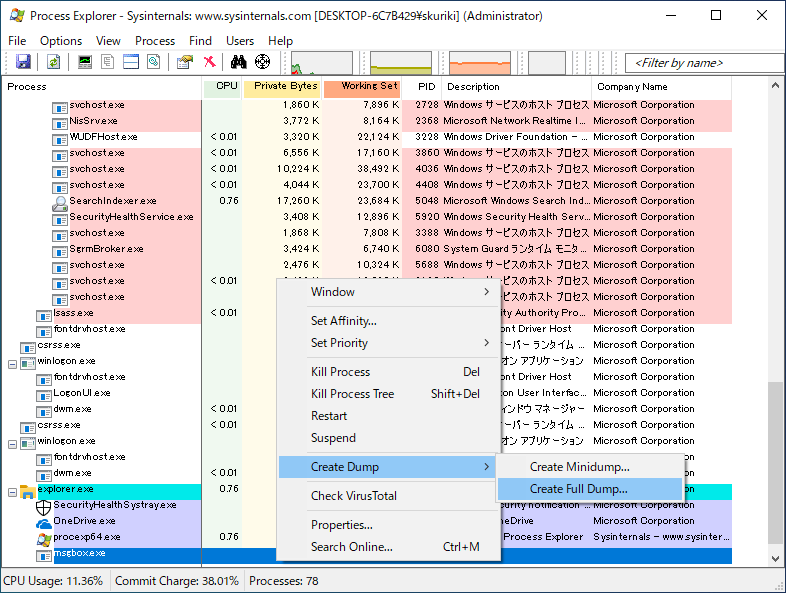 Process Explorer - Sysinternals: www.sysinternals.com [DESKTOP-6C7B429¥skuriki] (Administrator)
File Options View Process Find Users Help
<Filter by name>
Process CPU Private Bytes Working Set PID Description Company Name
svchost.exe 1,860 K 7,896 K 2728 Windows サービスのホスト プロセス Microsoft Corporation
NisSrv.exe 3,772 K 8,164 K 2368 Microsoft Network Realtime I... Microsoft Corporation
WUDFHost.exe < 0.01 3,320 K 22,124 K 3228 Windows Driver Foundation - ... Microsoft Corporation
svchost.exe < 0.01 6,556 K 17,160 K 3860 Windows サービスのホスト プロセス Microsoft Corporation
svchost.exe < 0.01 10,224 K 38,492 K 4036 Windows サービスのホスト プロセス Microsoft Corporation
svchost.exe < 0.01 4,044 K 23,700 K 4408 Windows サービスのホスト プロセス Microsoft Corporation
SearchIndexer.exe 0.76 17,260 K 23,684 K 5048 Microsoft Windows Search Ind... Microsoft Corporation
SecurityHealthService.exe 3,408 K 12,896 K 5920 Windows Security Health Serv... Microsoft Corporation
svchost.exe 1,868 K 7,808 K 3388 Windows サービスのホスト プロセス Microsoft Corporation
SgrmBroker.exe 3,424 K 6,740 K 6080 System Guard ランタイム モニタ... Microsoft Corporation
svchost.exe 2,476 K 10,324 K 5688 Windows サービスのホスト プロセス Microsoft Corporation
svchost.exe < 0.01 サービスのホスト プロセス Microsoft Corporation
svchost.exe サービスのホスト プロセス Microsoft Corporation
lsass.exe < 0.01 Authority Pro... Microsoft Corporation
fontdrvhost.exe Font Driver Host Microsoft Corporation
csrss.exe ーバー ランタイム ... Microsoft Corporation
winlogon.exe オン アプリケーション Microsoft Corporation
fontdrvhost.exe Font Driver Host Microsoft Corporation
LogonUI.exe on User Interfac... Microsoft Corporation
dwm.exe < 0.01 ィンドウ マネージャー Microsoft Corporation
csrss.exe < 0.01 ーバー ランタイム ... Microsoft Corporation
winlogon.exe オン アプリケーション Microsoft Corporation
fontdrvhost.exe
dwm.exe < 0.01
explorer.exe 0.76
SecurityHealthSystray.exe Security notification ... Microsoft Corporation
OneDrive.exe neDrive Microsoft Corporation
procexp64.exe 0.76 Process Explorer Sysinternals - www.sysinter...
msgbox.exe
Window
Set Affinity...
Set Priority
Kill Process Del
Kill Process Tree Shift+Del
Restart
Suspend
Create Dump
Check VirusTotal
Properties...
Search Online... Ctrl+M
Create Minidump...
Create Full Dump...
CPU Usage: 11.36% Commit Charge: 38.01% Processes: 78